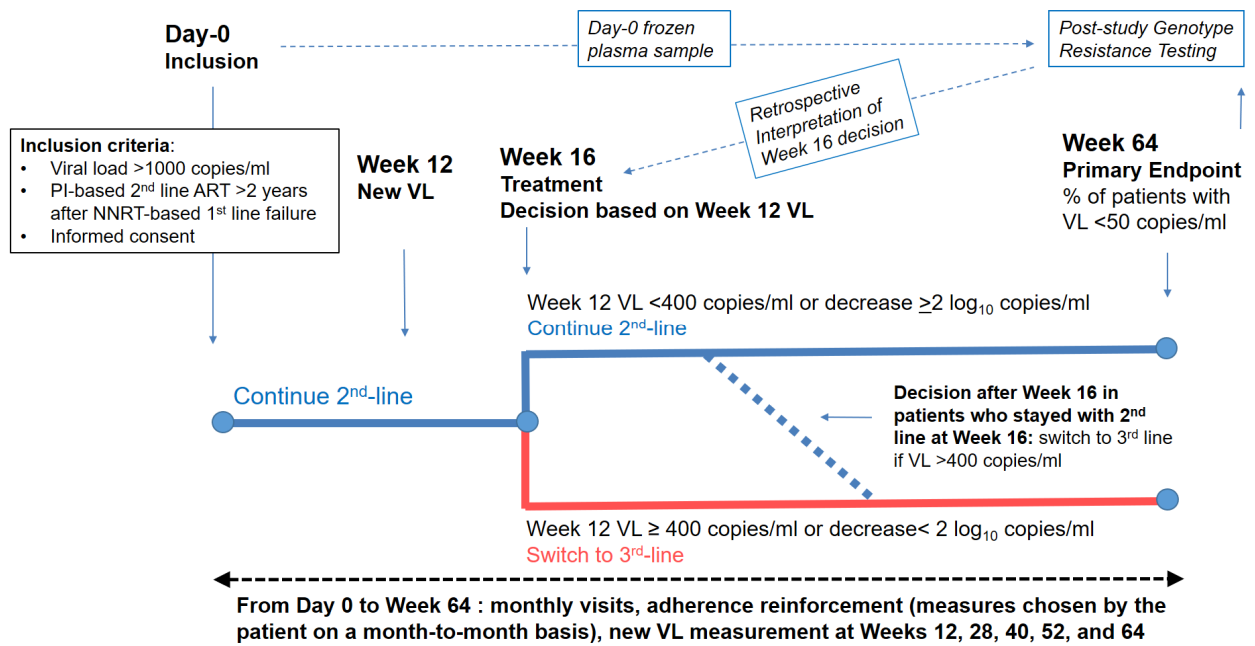 Day-0
Inclusion
Day-0 frozen
plasma sample
Post-study Genotype
Resistance Testing
Retrospective
Interpretation of
Week 16 decision
Inclusion criteria:
• Viral load >1000 copies/ml
• PI-based 2nd line ART >2 years
after NNRT-based 1st line failure
• Informed consent
Week 12
New VL
Week 16
Treatment
Decision based on Week 12 VL
Week 64
Primary Endpoint
% of patients with
VL <50 copies/ml
Week 12 VL <400 copies/ml or decrease ≥2 log10 copies/ml
Continue 2nd-line
Continue 2nd-line
Decision after Week 16 in
patients who stayed with 2nd
line at Week 16: switch to 3rd line
if VL >400 copies/ml
Week 12 VL ≥ 400 copies/ml or decrease< 2 log10 copies/ml
Switch to 3rd-line
From Day 0 to Week 64 : monthly visits, adherence reinforcement (measures chosen by the
patient on a month-to-month basis), new VL measurement at Weeks 12, 28, 40, 52, and 64